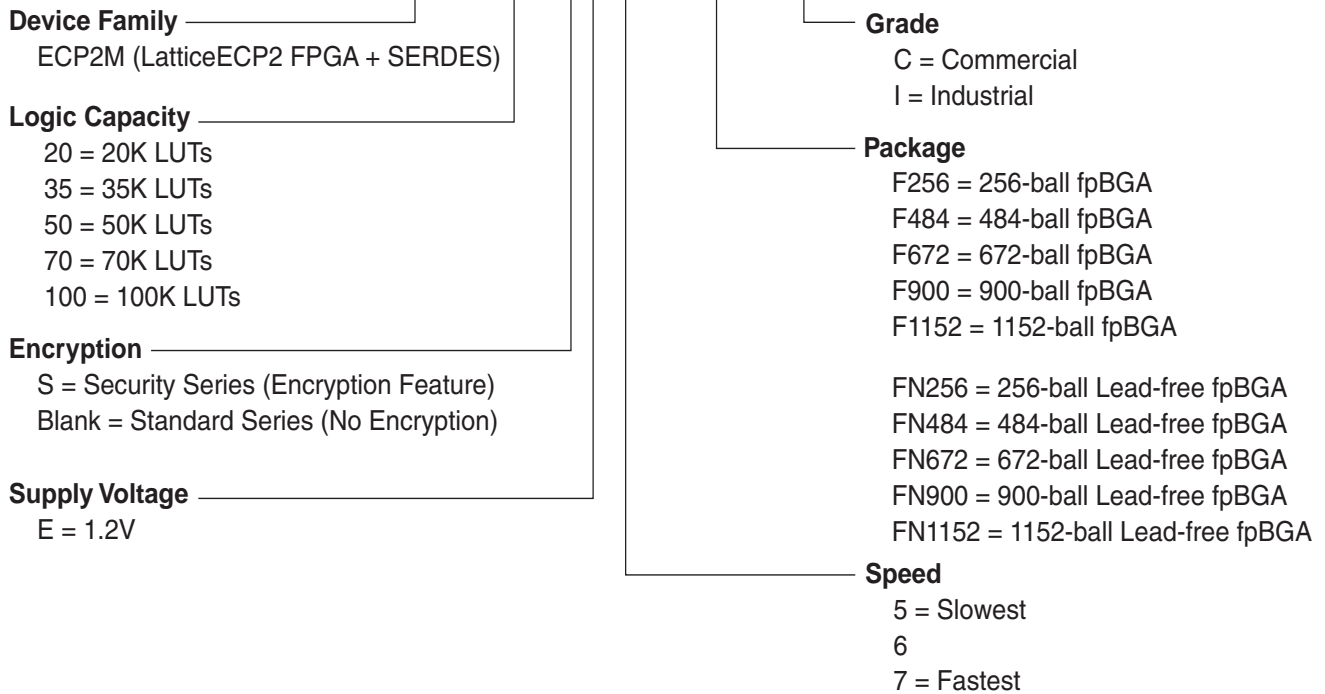 Device Family
ECP2M (LatticeECP2 FPGA + SERDES)
Logic Capacity
20 = 20K LUTs
35 = 35K LUTs
50 = 50K LUTs
70 = 70K LUTs
100 = 100K LUTs
Encryption
S = Security Series (Encryption Feature)
Blank = Standard Series (No Encryption)
Supply Voltage
E = 1.2V
Grade
C = Commercial
I = Industrial
Package
F256 = 256-ball fpBGA
F484 = 484-ball fpBGA
F672 = 672-ball fpBGA
F900 = 900-ball fpBGA
F1152 = 1152-ball fpBGA
FN256 = 256-ball Lead-free fpBGA
FN484 = 484-ball Lead-free fpBGA
FN672 = 672-ball Lead-free fpBGA
FN900 = 900-ball Lead-free fpBGA
FN1152 = 1152-ball Lead-free fpBGA
Speed
5 = Slowest
6
7 = Fastest